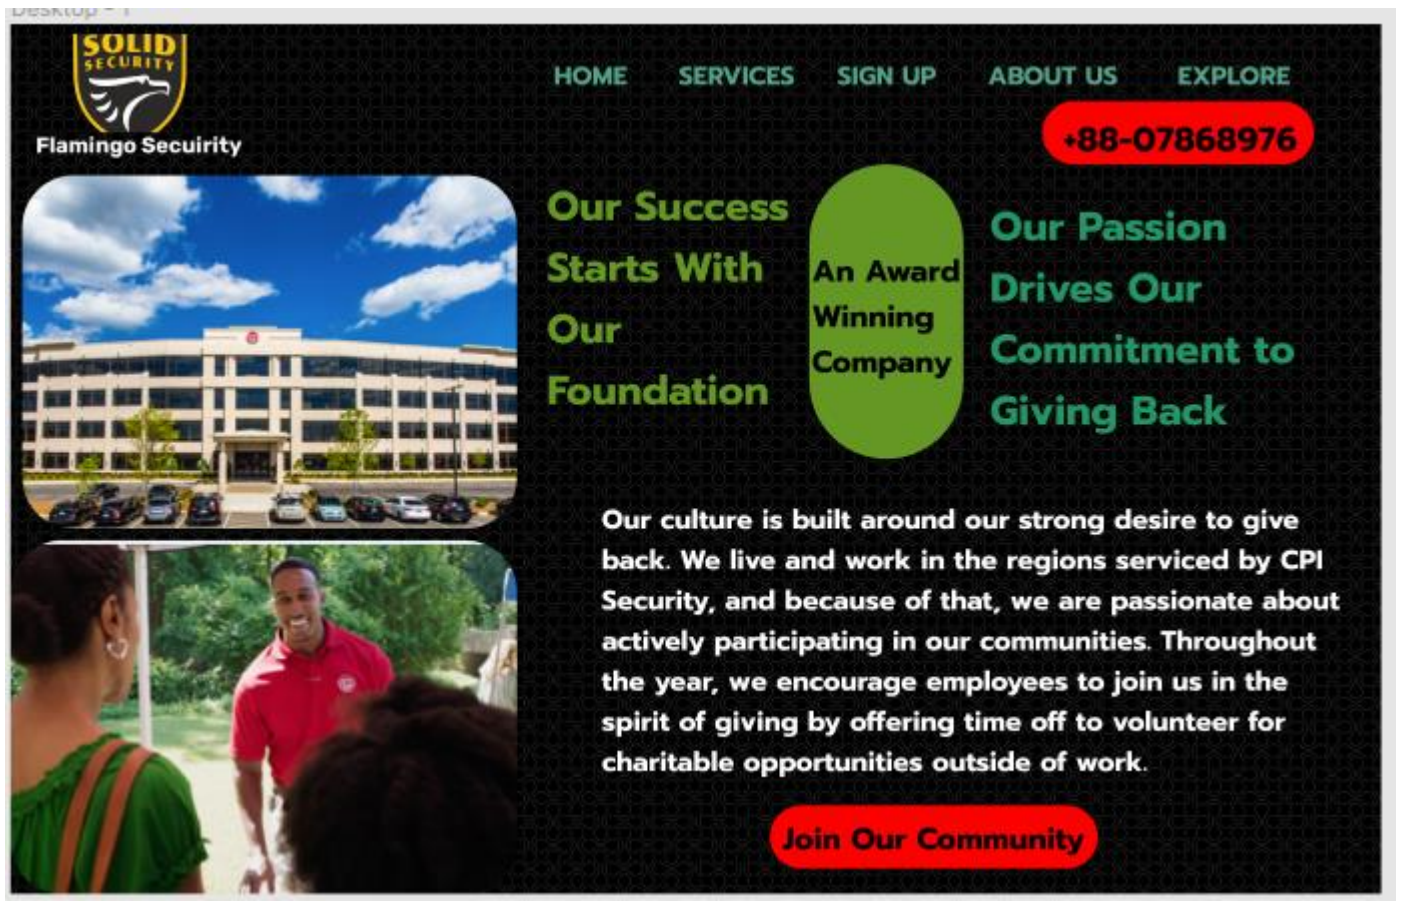 Desktop - 1
SOLID
SECURITY
Flamingo Secuirity
HOME SERVICES SIGN UP ABOUT US EXPLORE
+88-07868976
Our Success
Starts With
Our
Foundation
An Award
Winning
Company
Our Passion
Drives Our
Commitment to
Giving Back
Our culture is built around our strong desire to give
back. We live and work in the regions serviced by CPI
Security, and because of that, we are passionate about
actively participating in our communities. Throughout
the year, we encourage employees to join us in the
spirit of giving by offering time off to volunteer for
charitable opportunities outside of work.
Join Our Community